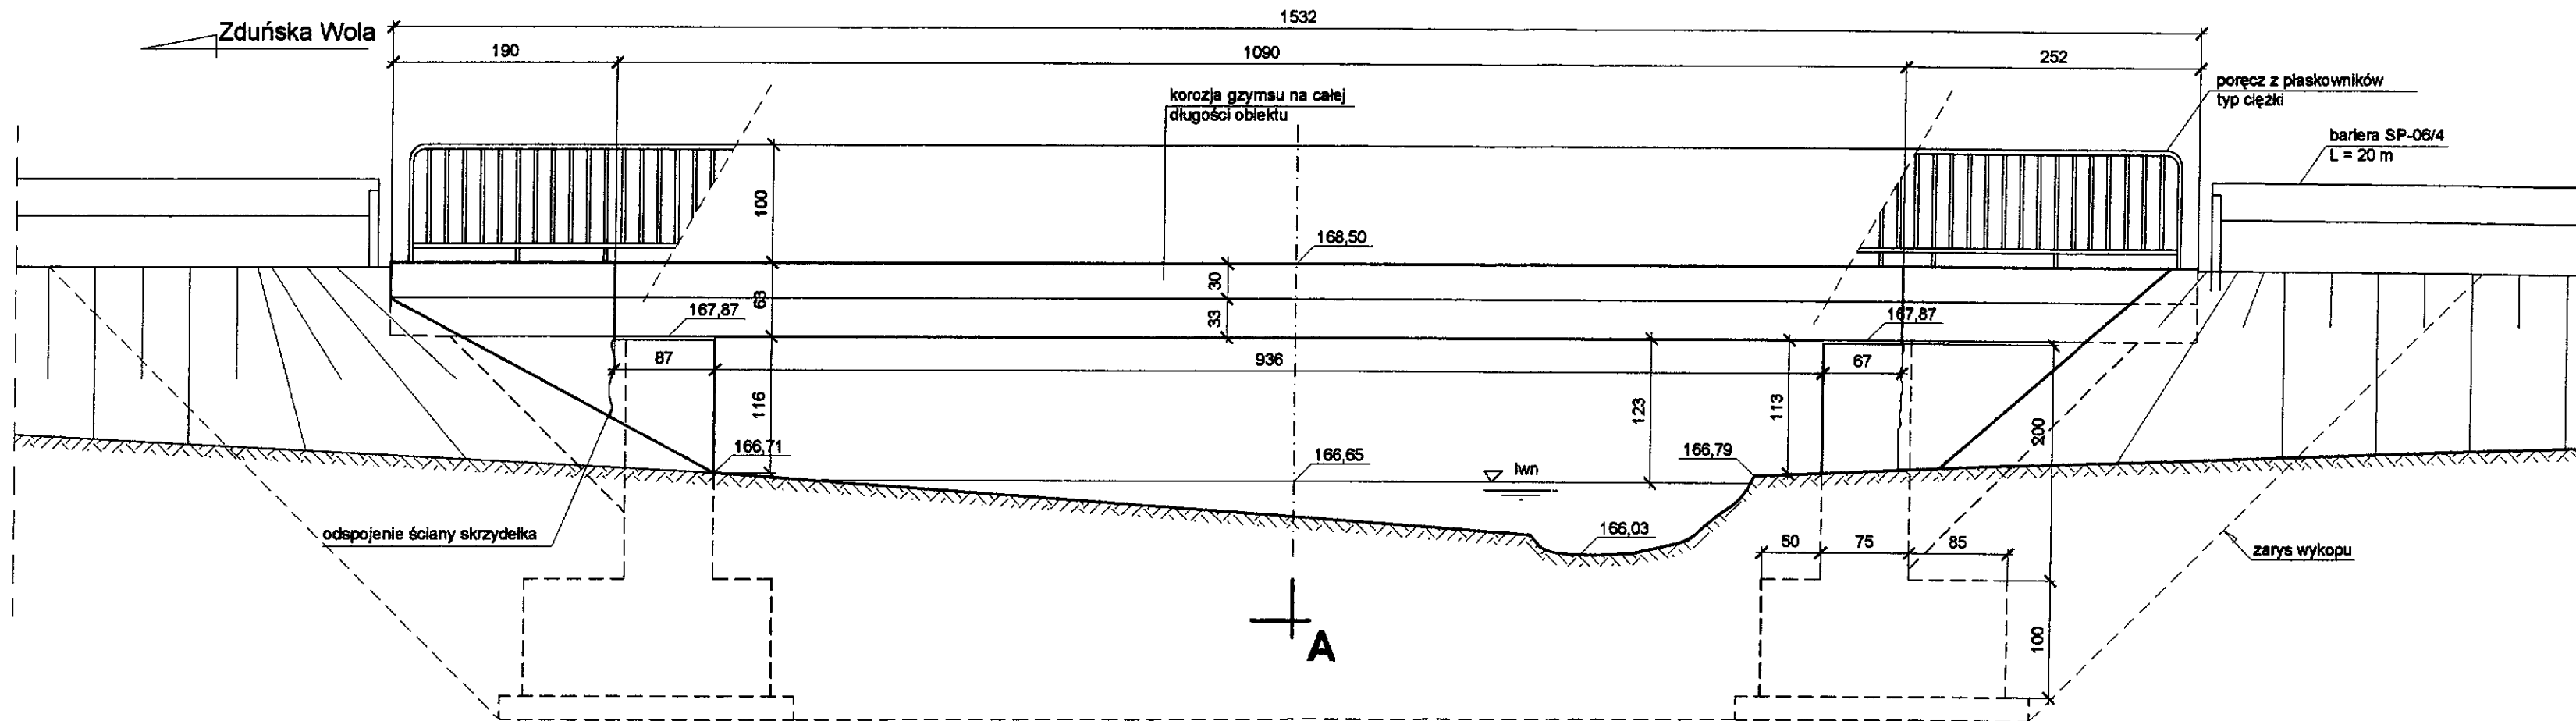 1532
Zduńska Wola
190
1090
252
korozja gzymsu na całej
długości obiektu
poręcz z płaskowników
typ ciężki
bariera SP-06/4
L = 20 m
100
168,50
30
63
33
167,87
167,87
87
936
67
116
123
113
200
166,71
166,65
lwn
166,79
odspojenie ściany skrzydełka
166,03
50
75
85
zarys wykopu
100
A